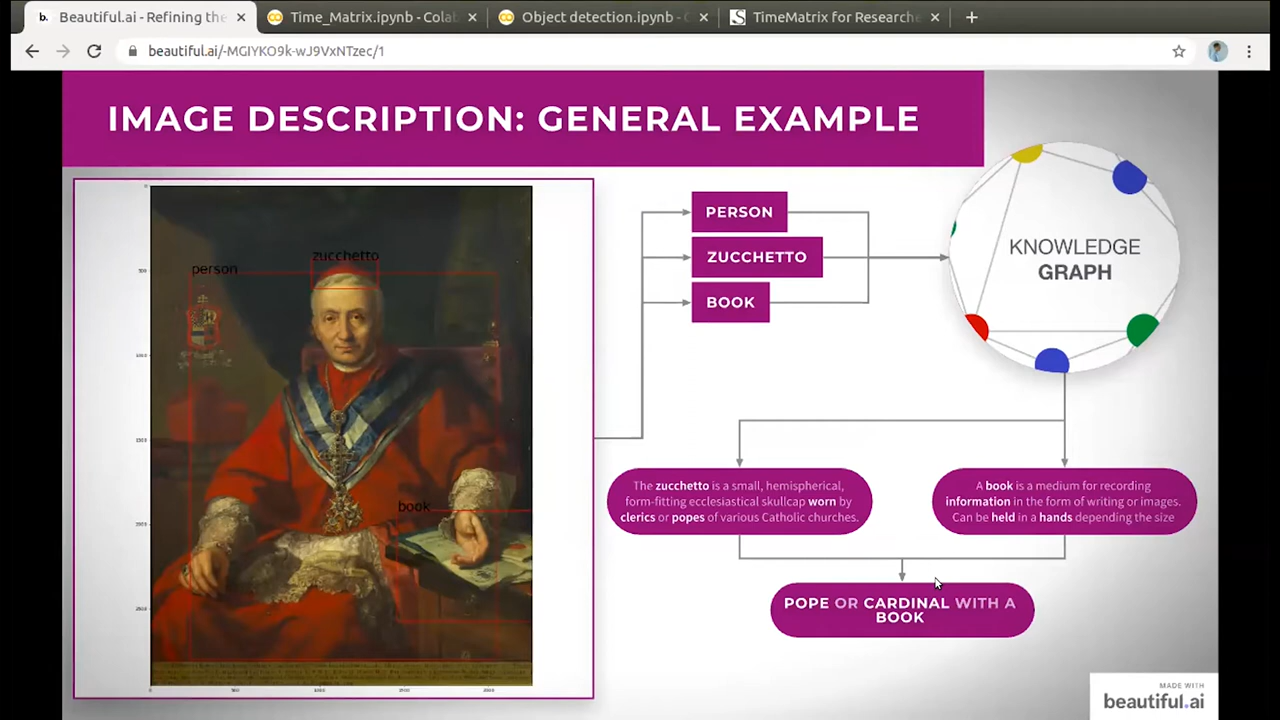 Beautiful.ai - Refining the
Time_Matrix.ipynb - Colab
Object detection.ipynb - C
TimeMatrix for Researche
beautiful.ai/-MGIYKO9k-wJ9VxNTzec/1
IMAGE DESCRIPTION: GENERAL EXAMPLE
person
zucchetto
book
PERSON
ZUCCHETTO
BOOK
KNOWLEDGE
GRAPH
The zucchetto is a small, hemispherical,
form-fitting ecclesiastical skullcap worn by
clerics or popes of various Catholic churches.
A book is a medium for recording
information in the form of writing or images.
Can be held in a hands depending the size
POPE OR CARDINAL WITH A
BOOK
MADE WITH
beautiful.ai